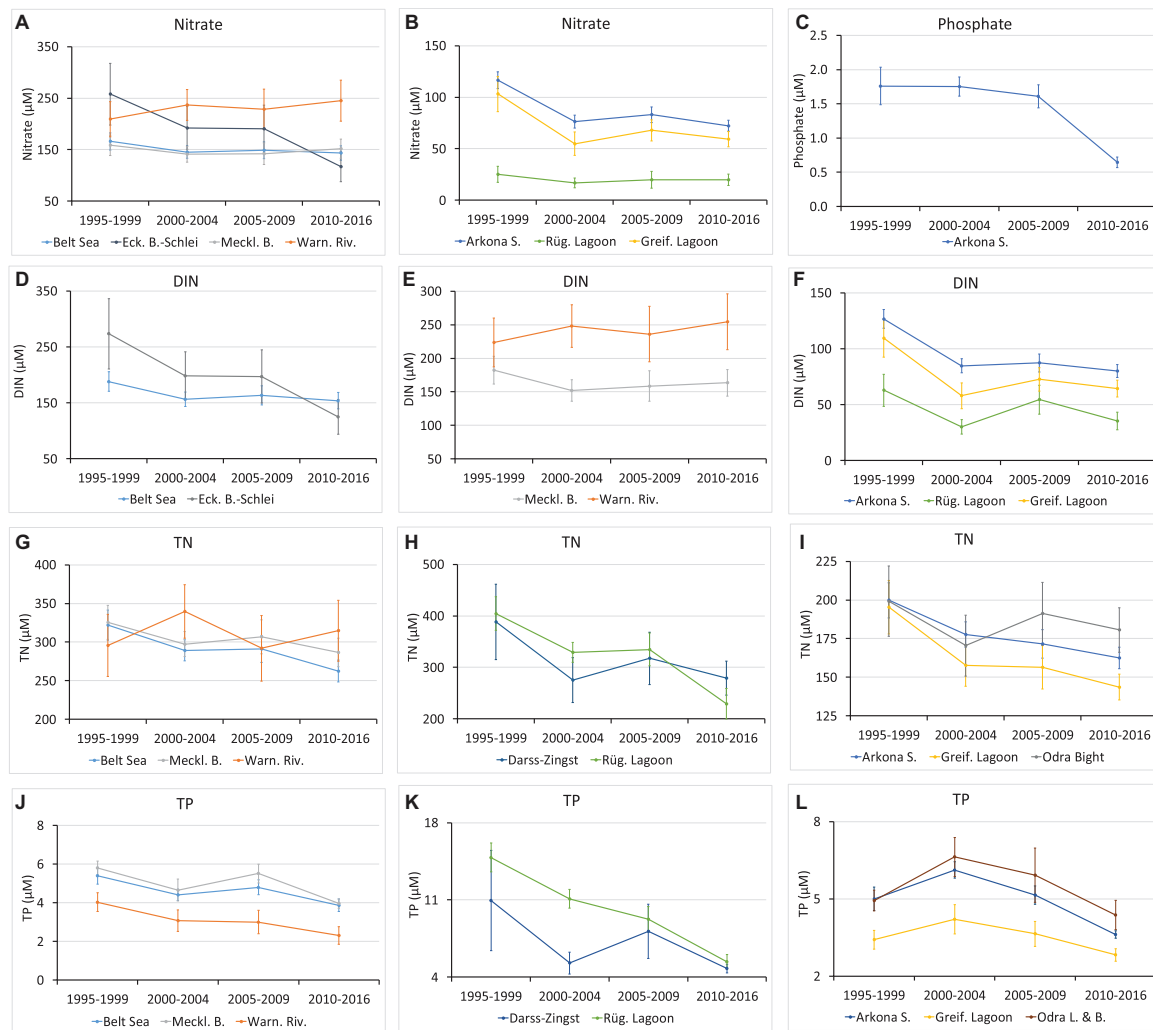 A
Nitrate
Nitrate (µM)
350
250
150
50
1995-1999 2000-2004 2005-2009 2010-2016
Belt Sea Eck. B.-Schlei Meckl. B. Warn. Riv.
B
Nitrate
Nitrate (µM)
150
100
50
0
1995-1999 2000-2004 2005-2009 2010-2016
Arkona S. Rüg. Lagoon Greif. Lagoon
C
Phosphate
Phosphate (µM)
2.5
2.0
1.5
1.0
0.5
0.0
1995-1999 2000-2004 2005-2009 2010-2016
Arkona S.
D
DIN
DIN (µM)
350
250
150
50
1995-1999 2000-2004 2005-2009 2010-2016
Belt Sea Eck. B.-Schlei
E
DIN
DIN (µM)
300
250
200
150
100
50
1995-1999 2000-2004 2005-2009 2010-2016
Meckl. B. Warn. Riv.
F
DIN
DIN (µM)
150
100
50
0
1995-1999 2000-2004 2005-2009 2010-2016
Arkona S. Rüg. Lagoon Greif. Lagoon
G
TN
TN (µM)
400
350
300
250
200
1995-1999 2000-2004 2005-2009 2010-2016
Belt Sea Meckl. B. Warn. Riv.
H
TN
TN (µM)
500
400
300
200
1995-1999 2000-2004 2005-2009 2010-2016
Darss-Zingst Rüg. Lagoon
I
TN
TN (µM)
225
200
175
150
125
1995-1999 2000-2004 2005-2009 2010-2016
Arkona S. Greif. Lagoon Odra Bight
J
TP
TP (µM)
8
6
4
2
0
1995-1999 2000-2004 2005-2009 2010-2016
Belt Sea Meckl. B. Warn. Riv.
K
TP
TP (µM)
18
11
4
1995-1999 2000-2004 2005-2009 2010-2016
Darss-Zingst Rüg. Lagoon
L
TP
TP (µM)
8
5
2
1995-1999 2000-2004 2005-2009 2010-2016
Arkona S. Greif. Lagoon Odra L. & B.